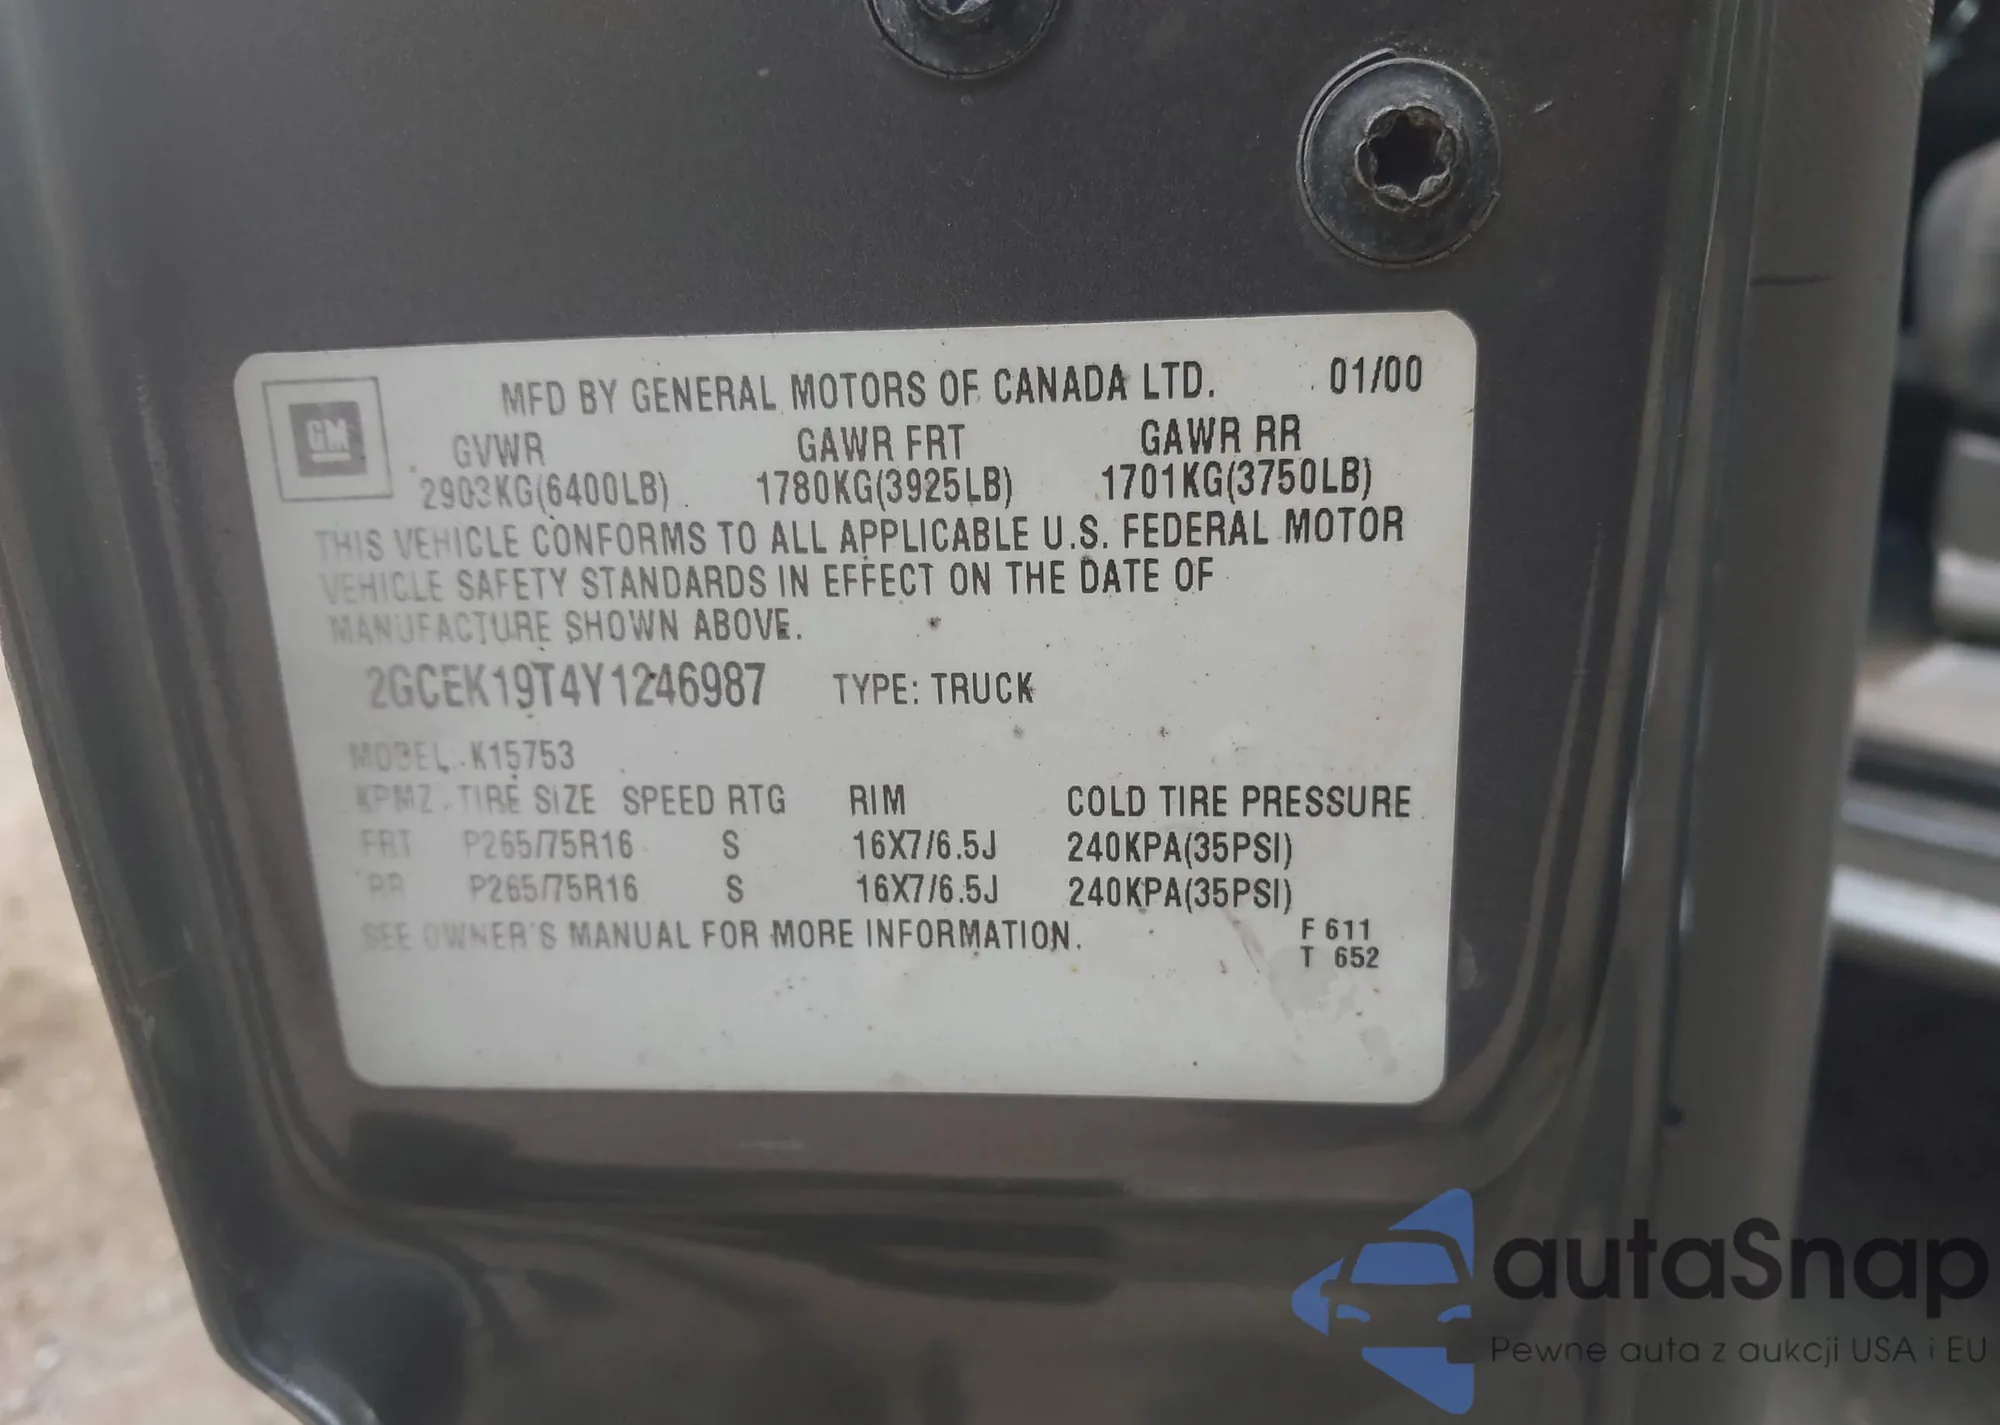 GM
MFD BY GENERAL MOTORS OF CANADA LTD. 01/00
GVWR GAWR FRT GAWR RR
2903KG(6400LB) 1780KG(3925LB) 1701KG(3750LB)
THIS VEHICLE CONFORMS TO ALL APPLICABLE U.S. FEDERAL MOTOR
VEHICLE SAFETY STANDARDS IN EFFECT ON THE DATE OF
MANUFACTURE SHOWN ABOVE.
2GCEK19T4Y1246987 TYPE: TRUCK
MODEL K15753
KPMZ TIRE SIZE SPEED RTG RIM COLD TIRE PRESSURE
FRT P265/75R16 S 16X7/6.5J 240KPA(35PSI)
RR P265/75R16 S 16X7/6.5J 240KPA(35PSI)
SEE OWNER'S MANUAL FOR MORE INFORMATION.
F 611
T 652
autaSnap
Pewne auta z aukcji USA i EU